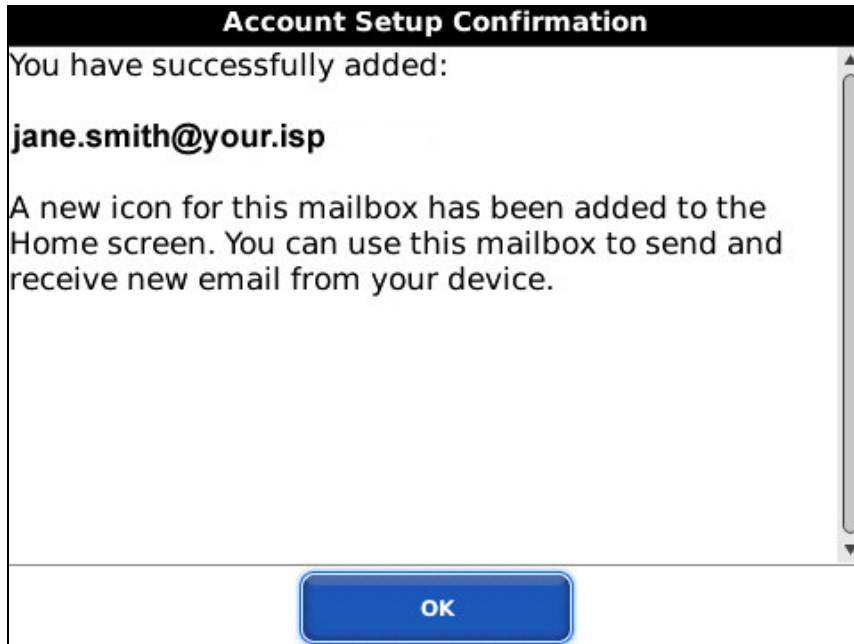 Account Setup Confirmation
You have successfully added:
jane.smith@your.isp
A new icon for this mailbox has been added to the
Home screen. You can use this mailbox to send and
receive new email from your device.
OK